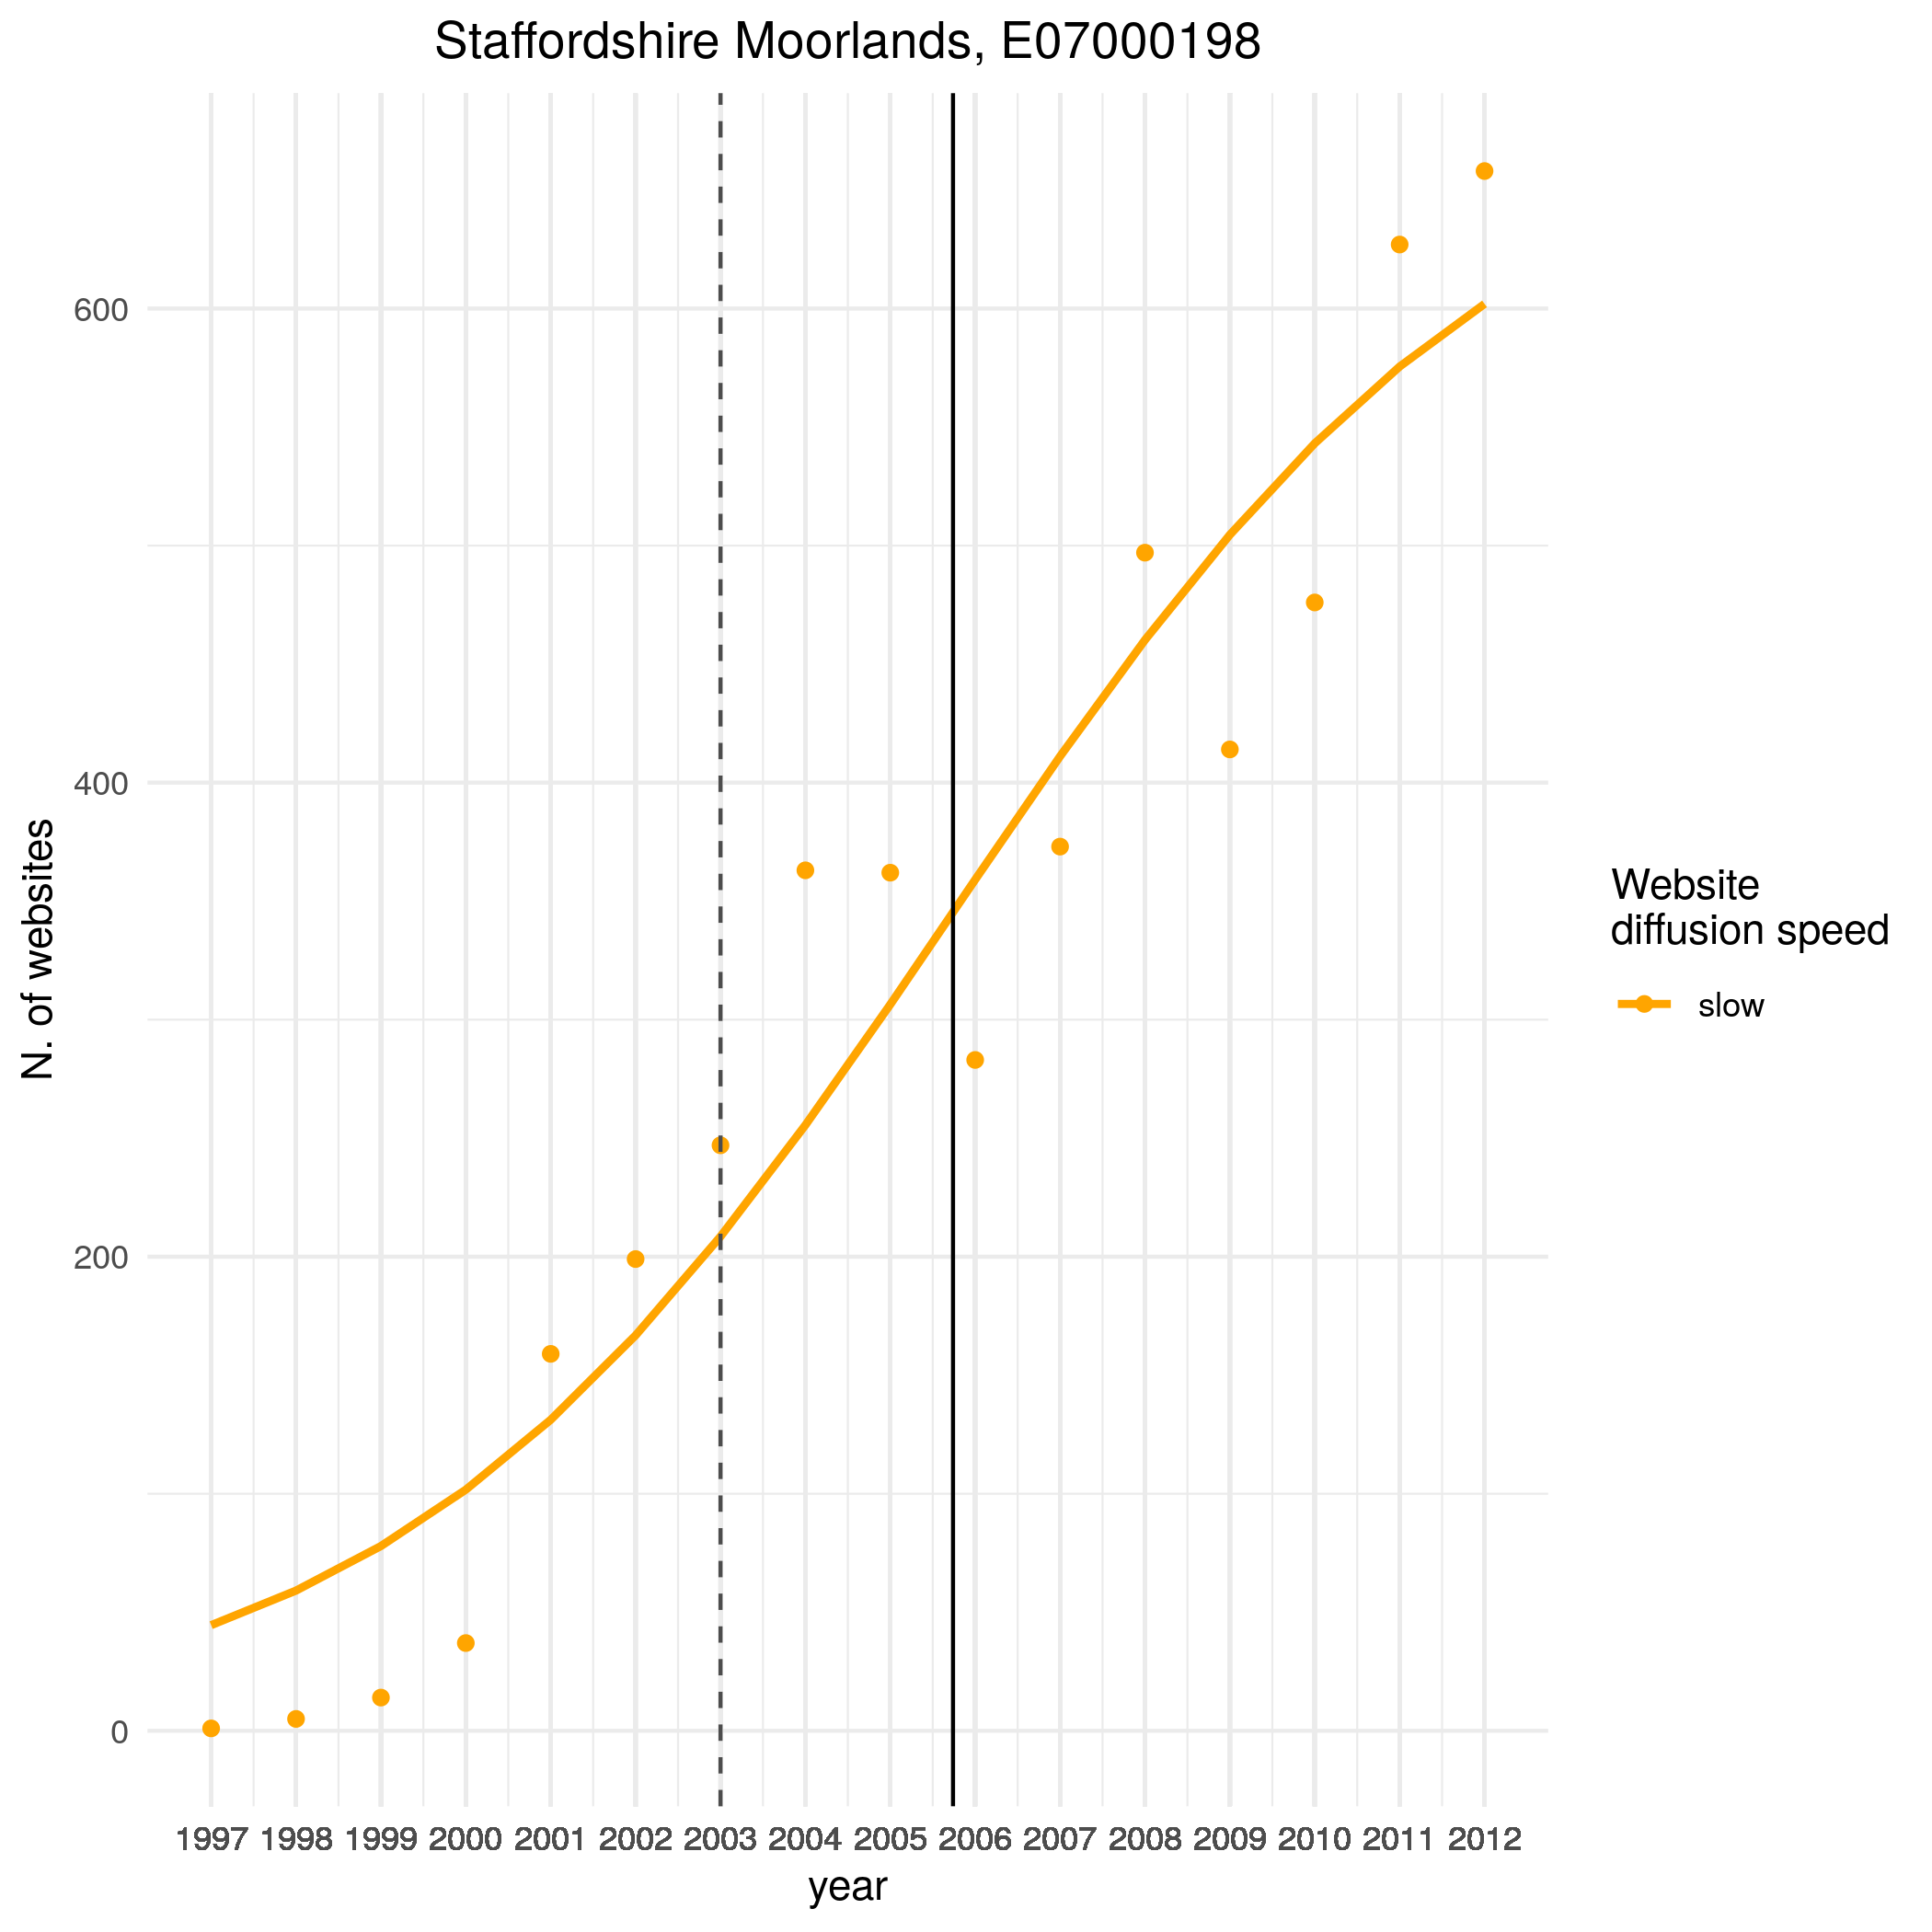 Staffordshire Moorlands, E07000198
N. of websites
600
400
200
0
1997 1998 1999 2000 2001 2002 2003 2004 2005 2006 2007 2008 2009 2010 2011 2012
year
Website
diffusion speed
slow